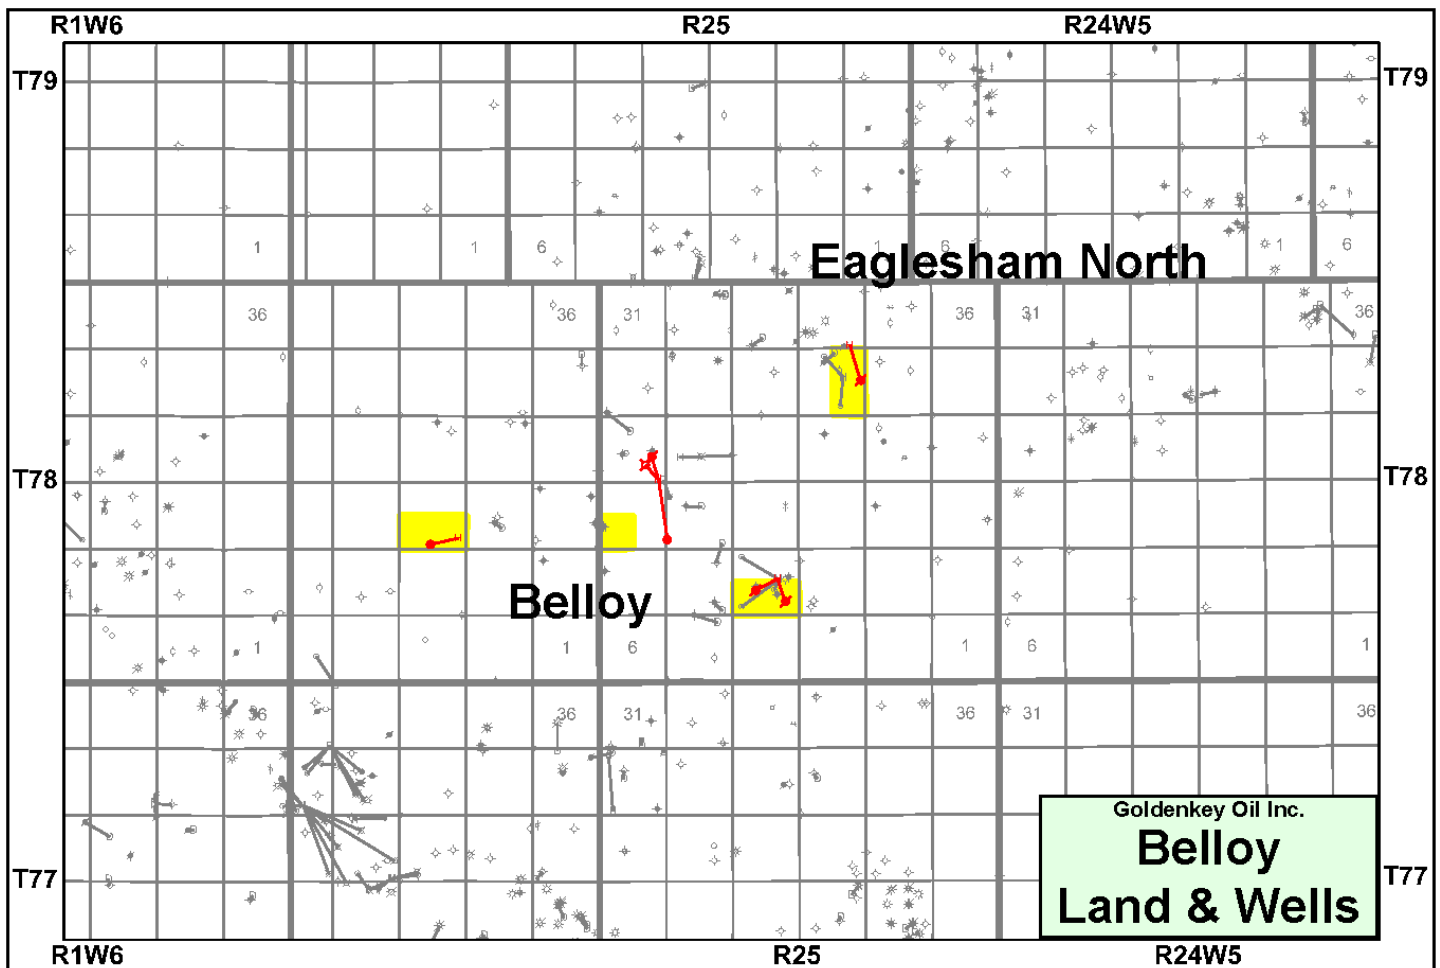 R1W6 R25 R24W5
T79 T79
1 1 6 1 6 1 6
Eaglesham North
36 36 31 36 31 36
T78 T78
Belloy
1 1 6 1 6 1
36 36 31 36 31 36
Goldenkey Oil Inc.
Belloy
Land & Wells
T77 T77
R1W6 R25 R24W5